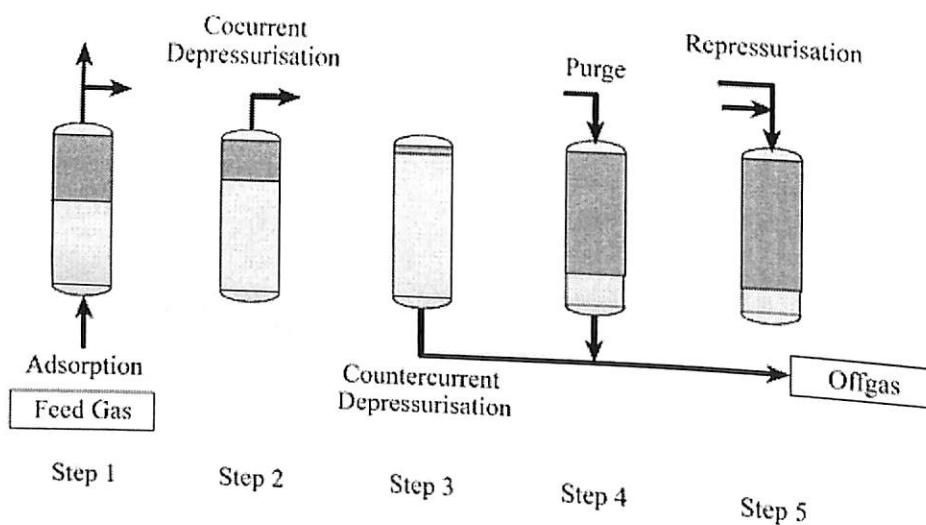 Cocurrent
Depressurisation
Purge
Repressurisation
Adsorption
Feed Gas
Countercurrent
Depressurisation
Offgas
Step 1
Step 2
Step 3
Step 4
Step 5